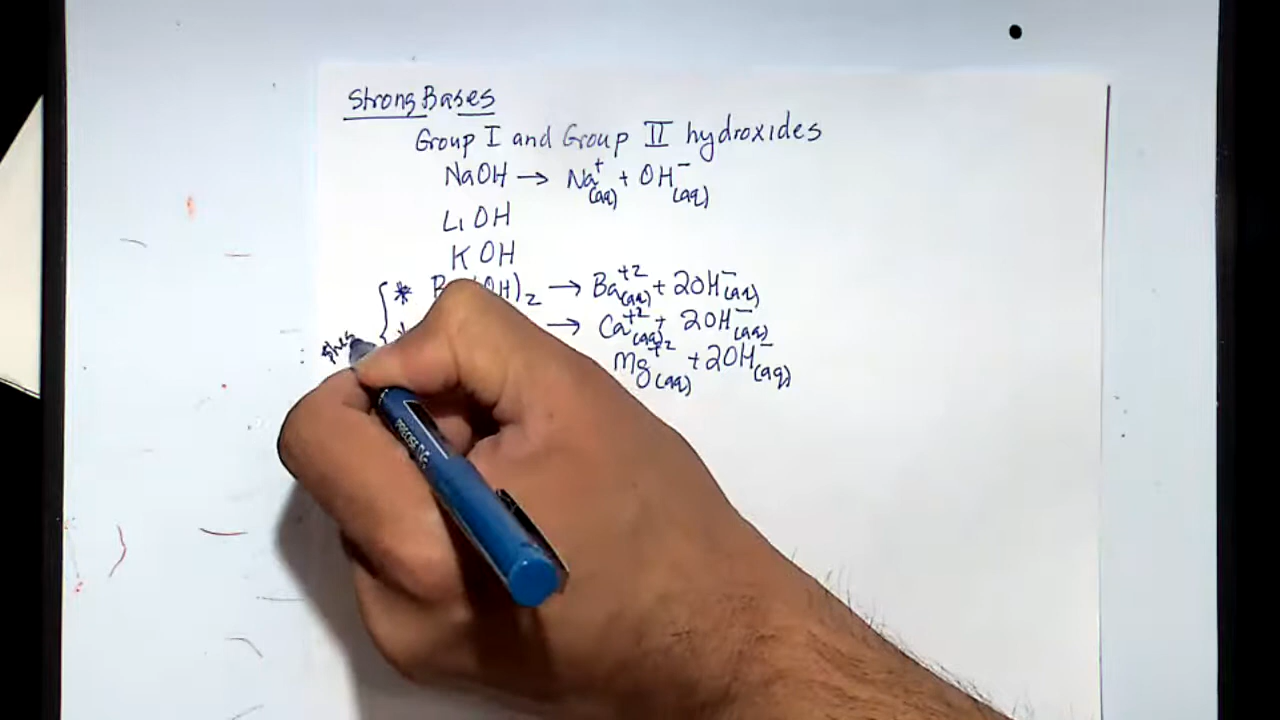 Strong Bases
Group I and Group II hydroxides
NaOH → Na⁺(aq) + OH⁻(aq)
LiOH
KOH
* OH)₂ → Ba⁺²(aq) + 2OH⁻(aq)
→ Ca⁺²(aq) + 2OH⁻(aq)
Mg⁺²(aq) + 2OH⁻(aq)
PRECISE